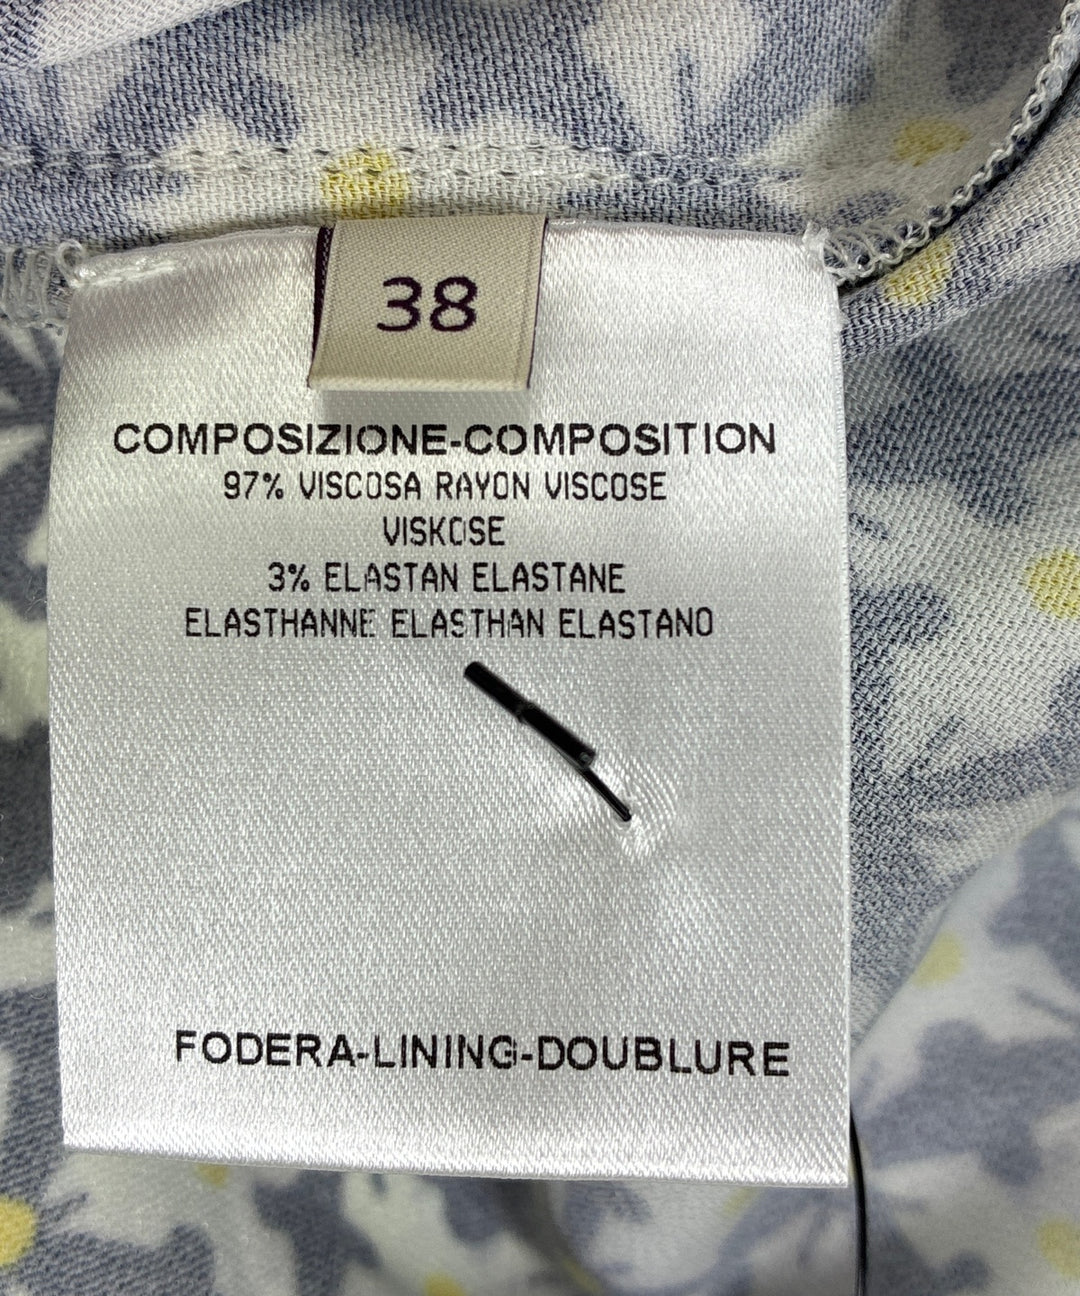 38
COMPOSIZIONE-COMPOSITION
97% VISCOSA RAYON VISCOSE
VISKOSE
3% ELASTAN ELASTANE
ELASTHANNE ELASTHAN ELASTANO
FODERA-LINING-DOUBLURE